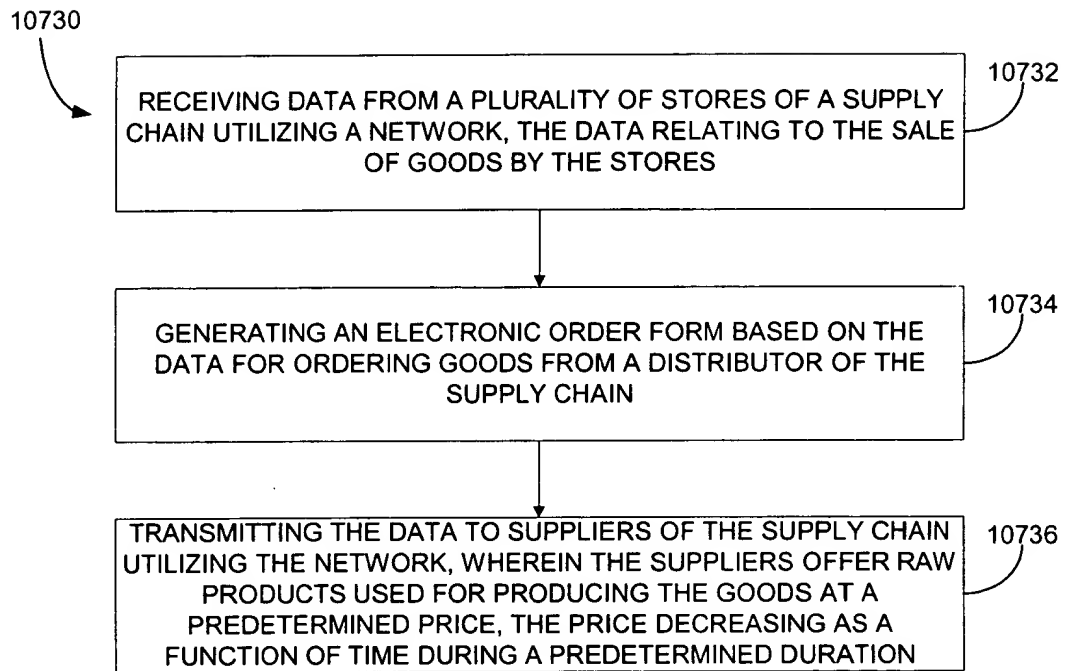 10730
10732
RECEIVING DATA FROM A PLURALITY OF STORES OF A SUPPLY
CHAIN UTILIZING A NETWORK, THE DATA RELATING TO THE SALE
OF GOODS BY THE STORES
10734
GENERATING AN ELECTRONIC ORDER FORM BASED ON THE
DATA FOR ORDERING GOODS FROM A DISTRIBUTOR OF THE
SUPPLY CHAIN
10736
TRANSMITTING THE DATA TO SUPPLIERS OF THE SUPPLY CHAIN
UTILIZING THE NETWORK, WHEREIN THE SUPPLIERS OFFER RAW
PRODUCTS USED FOR PRODUCING THE GOODS AT A
PREDETERMINED PRICE, THE PRICE DECREASING AS A
FUNCTION OF TIME DURING A PREDETERMINED DURATION